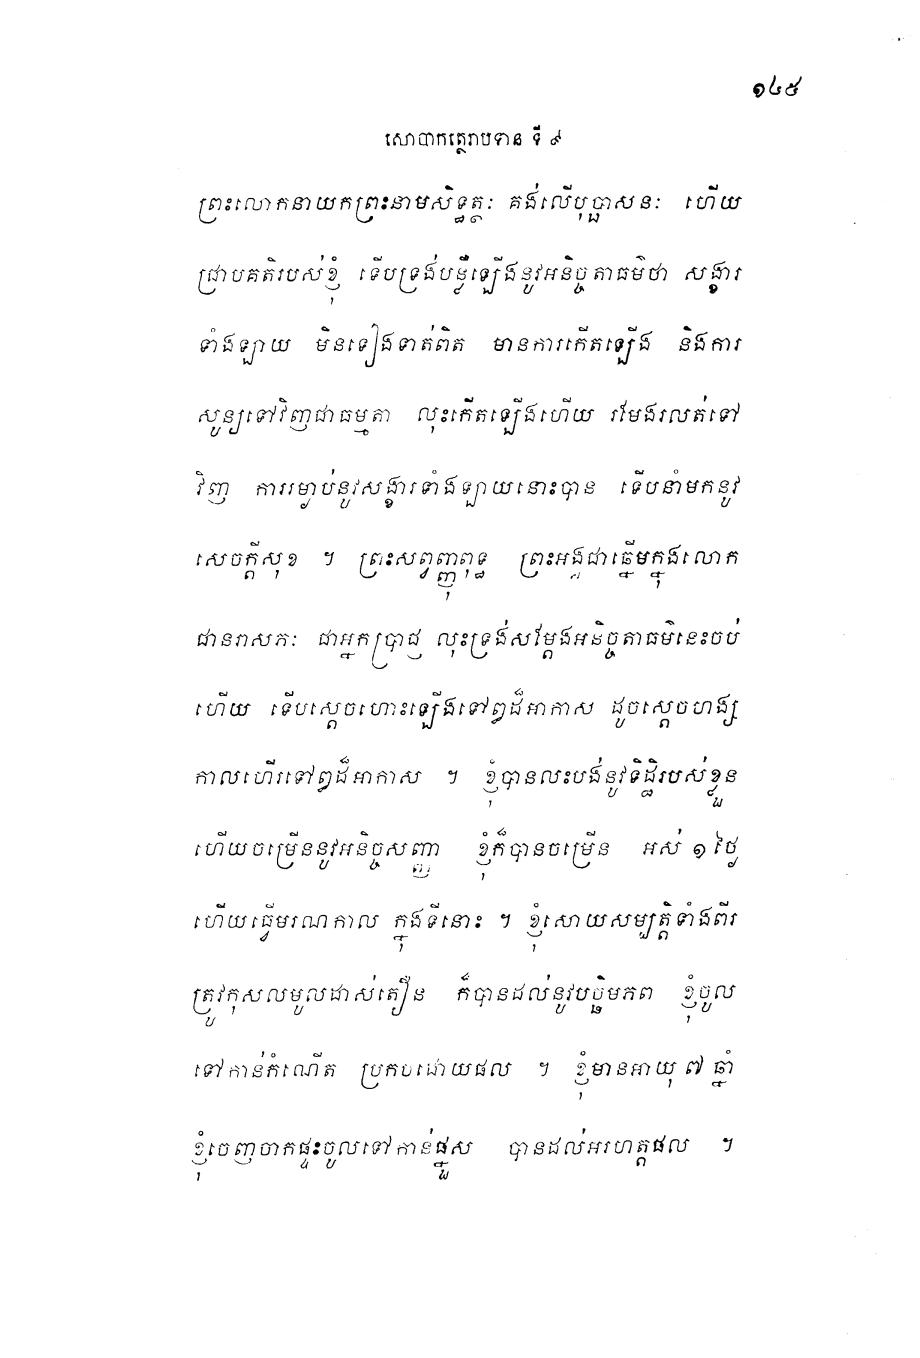 ១៤៥
សោបាកត្ថេរាបទាន ទី ៩
ព្រះលោកនាយកព្រះនាមសិទ្ធត្ថៈ គង់លើបុប្ផាសនៈ ហើយ
ជ្រាបគតិរបស់ខ្ញុំ ទើបទ្រង់បន្លឺឡើងនូវអនិច្ចតាធម៌ថា សង្ខារ
ទាំងឡាយ មិនទៀងទាត់ពិត មានការកើតឡើង និងការ
សូន្យទៅវិញជាធម្មតា លុះកើតឡើងហើយ រមែងរលត់ទៅ
វិញ ការរម្ងាប់នូវសង្ខារទាំងឡាយនោះបាន ទើបនាំមកនូវ
សេចក្តីសុខ ។ ព្រះសព្វញ្ញុពុទ្ធ ព្រះអង្គជាធ្នើមក្នុងលោក
ជានរាសភៈ ជាអ្នកប្រាជ្ញ លុះទ្រង់សម្តែងអនិច្ចតាធម៌នេះចប់
ហើយ ទើបស្តេចហោះឡើងទៅឰដ៏អាកាស ដូចស្តេចហង្ស
កាលហើរទៅឰដ៏អាកាស ។ ខ្ញុំបានលះបង់នូវទិដ្ឋិរបស់ខ្លួន
ហើយចម្រើននូវអនិច្ចសញ្ញា ខ្ញុំក៏បានចម្រើន អស់ ១ ថ្ងៃ
ហើយធ្វើមរណកាល ក្នុងទីនោះ ។ ខ្ញុំសោយសម្បត្តិទាំងពីរ
ត្រូវកុសលមូលដាស់តឿន ក៏បានដល់នូវបច្ឆិមភព ខ្ញុំចូល
ទៅកាន់កំណើត ប្រកបដោយផល ។ ខ្ញុំមានអាយុ ៧ ឆ្នាំ
ខ្ញុំចេញចាកផ្ទះចូលទៅកាន់ផ្នួស បានដល់អរហត្តផល ។